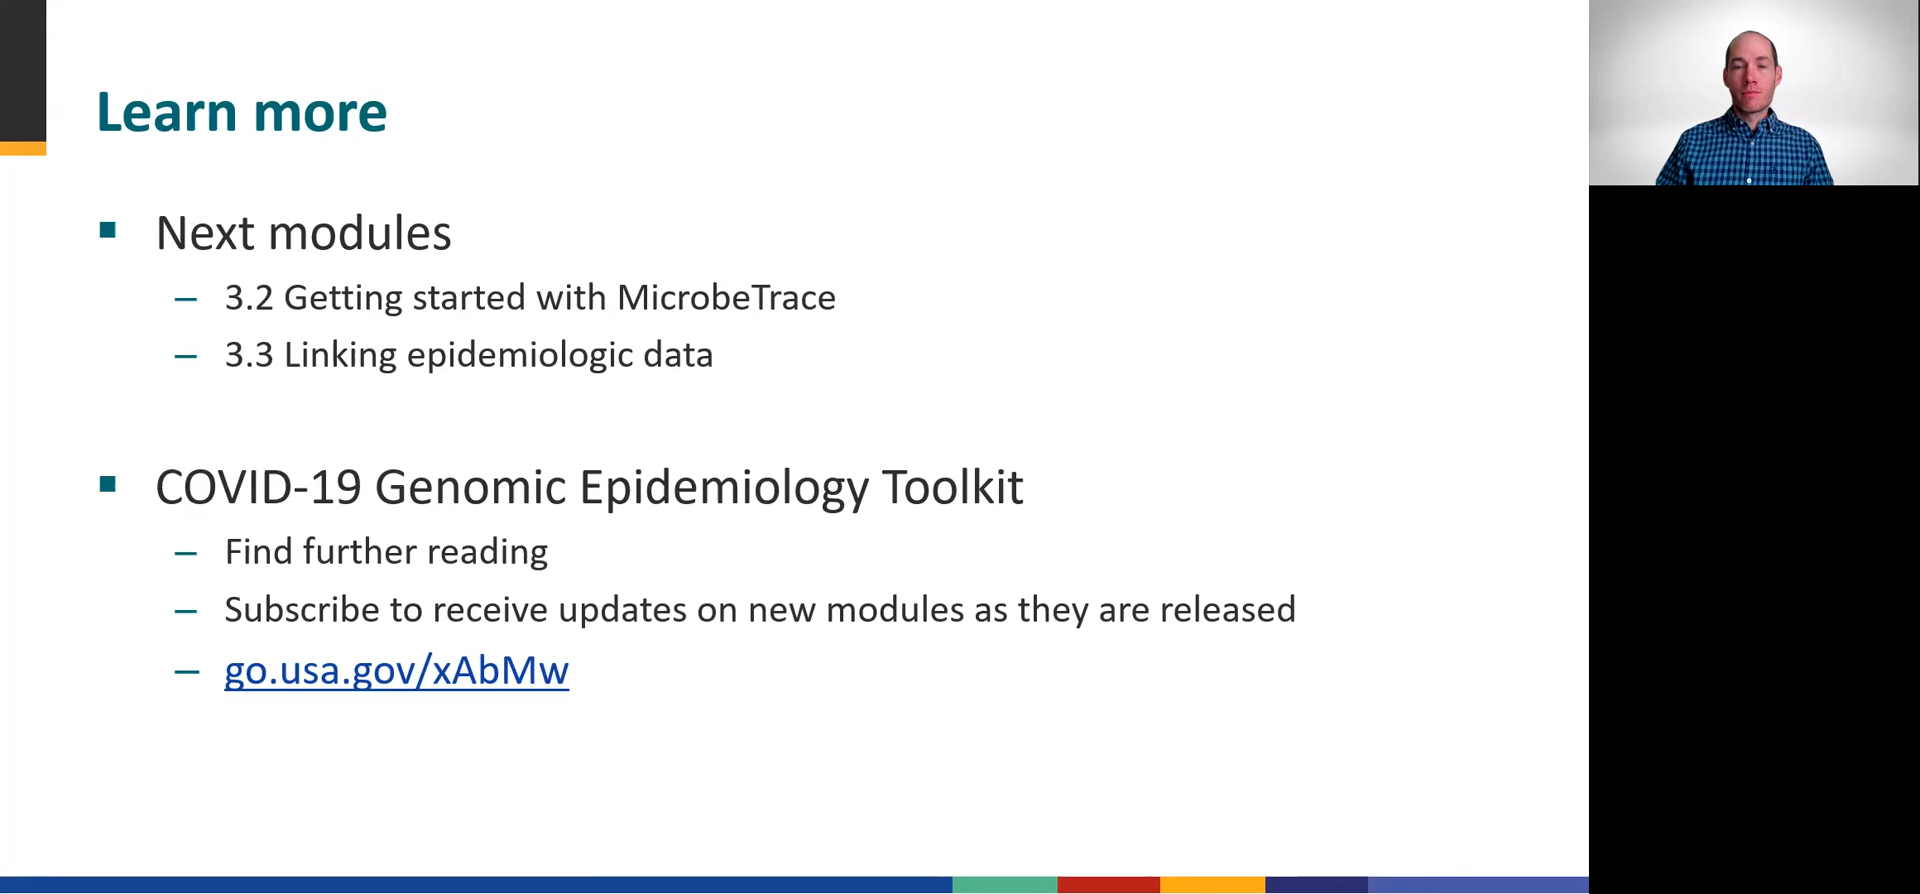 Learn more
Next modules
– 3.2 Getting started with MicrobeTrace
– 3.3 Linking epidemiologic data
COVID-19 Genomic Epidemiology Toolkit
– Find further reading
– Subscribe to receive updates on new modules as they are released
– go.usa.gov/xAbMw